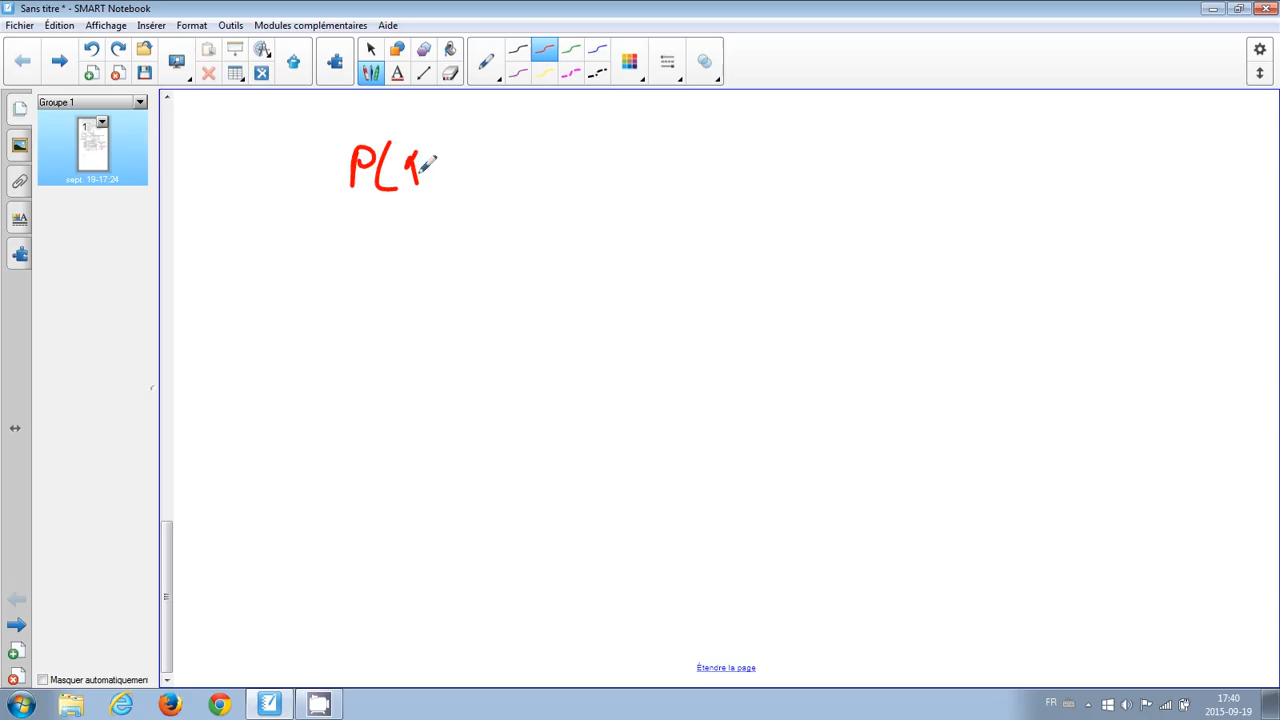 Sans titre * - SMART Notebook
Fichier Édition Affichage Insérer Format Outils Modules complémentaires Aide
Groupe 1
1
sept. 19-17:24
P(1
Étendre la page
Masquer automatiquemen
FR
17:40
2015-09-19